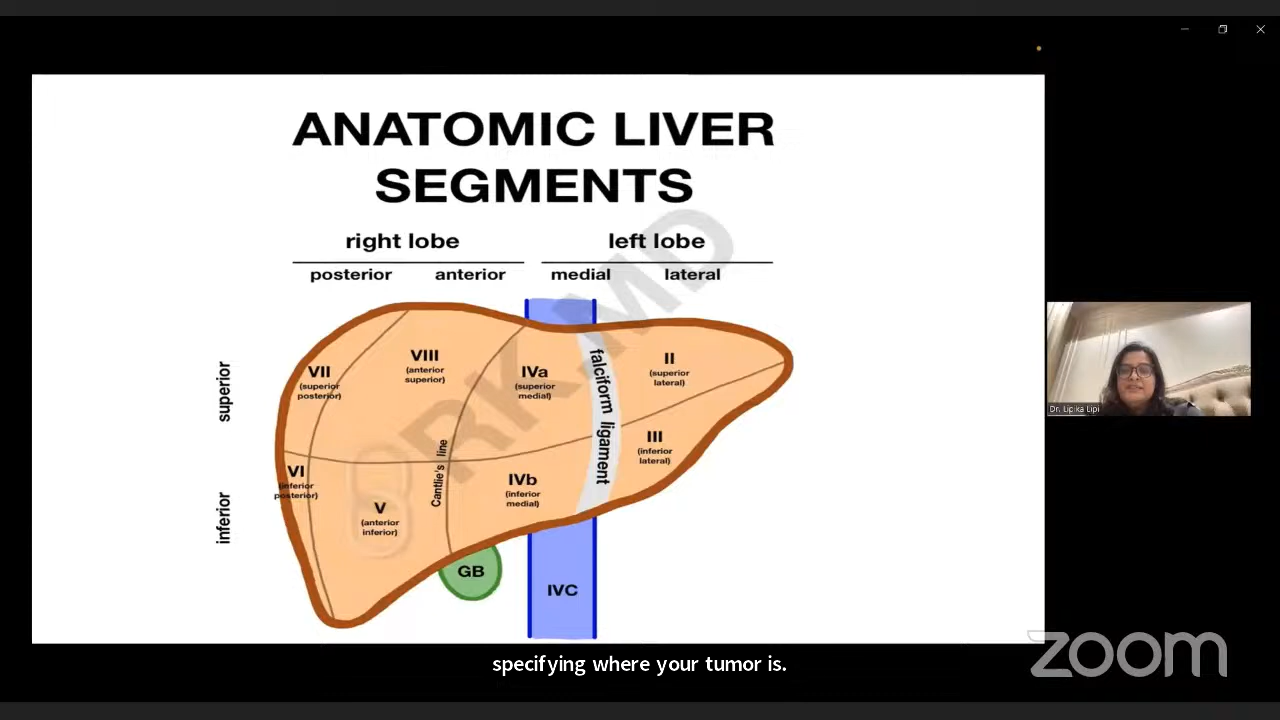 ANATOMIC LIVER
SEGMENTS
right lobe
left lobe
posterior
anterior
medial
lateral
superior
inferior
VII
(superior
posterior)
VIII
(anterior
superior)
IVa
(superior
medial)
falciform ligament
II
(superior
lateral)
III
(inferior
lateral)
VI
(inferior
posterior)
V
(anterior
inferior)
Cantlie's line
IVb
(inferior
medial)
GB
IVC
RK.MD
Dr. Lipika Lipi
specifying where your tumor is.
zoom